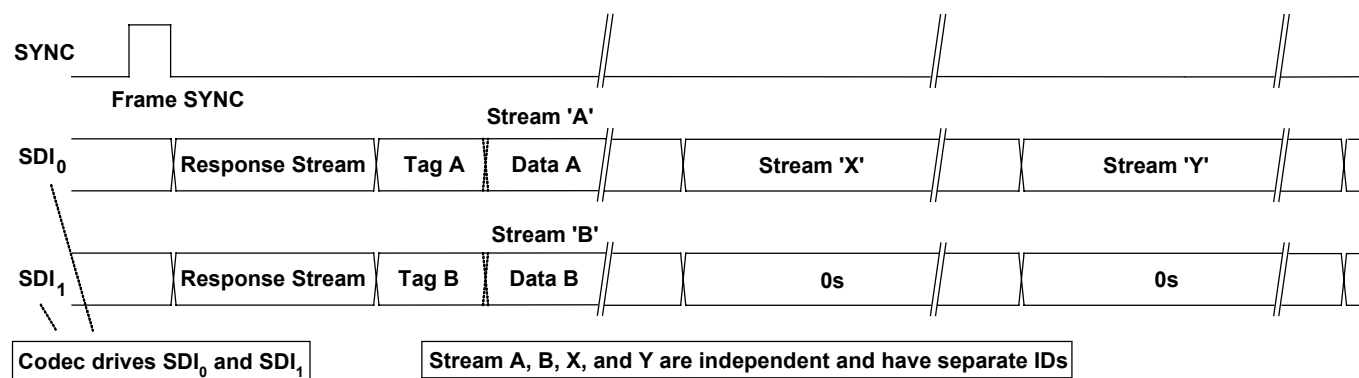 SYNC
Frame SYNC
Stream 'A'
SDI0 Response Stream Tag A Data A Stream 'X' Stream 'Y'
Stream 'B'
SDI1 Response Stream Tag B Data B 0s 0s
Codec drives SDI0 and SDI1 Stream A, B, X, and Y are independent and have separate IDs